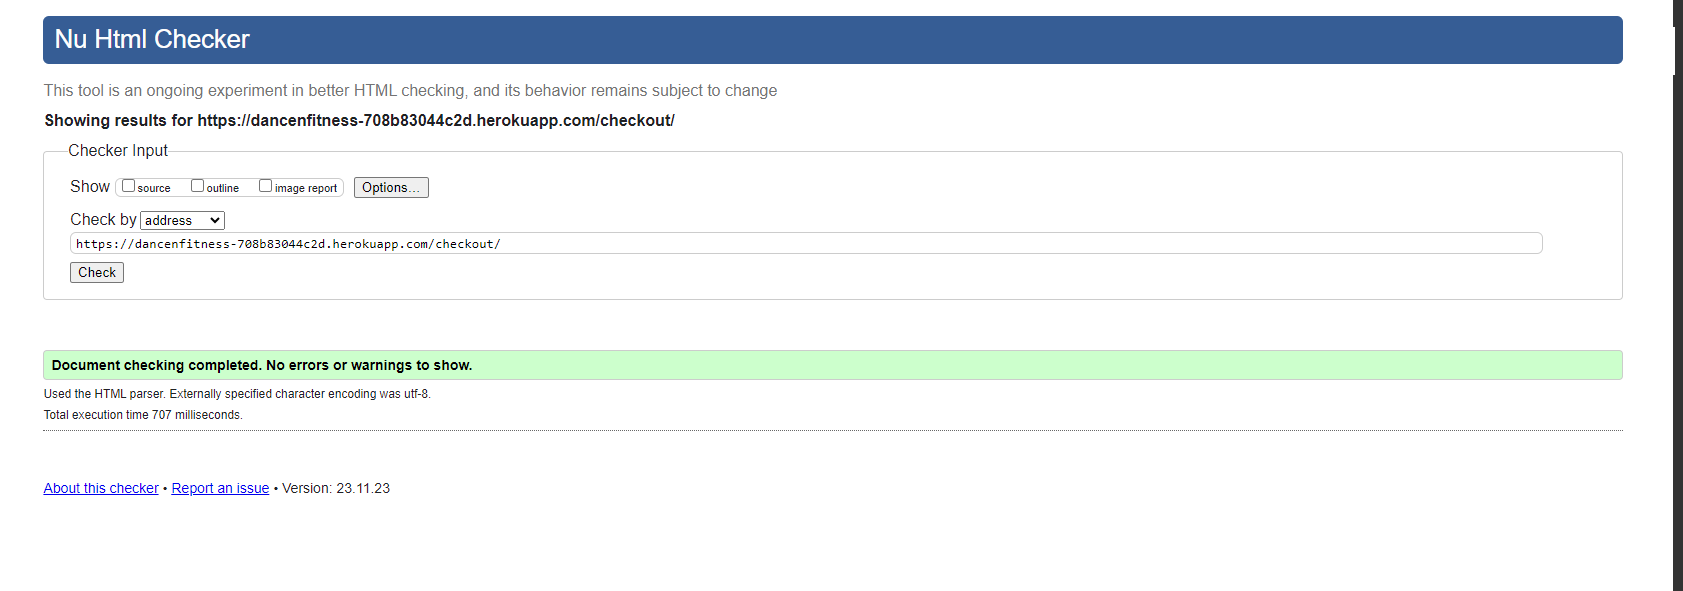 Nu Html Checker
This tool is an ongoing experiment in better HTML checking, and its behavior remains subject to change
Showing results for https://dancenfitness-708b83044c2d.herokuapp.com/checkout/
Checker Input
Show source outline image report Options...
Check by address
https://dancenfitness-708b83044c2d.herokuapp.com/checkout/
Check
Document checking completed. No errors or warnings to show.
Used the HTML parser. Externally specified character encoding was utf-8.
Total execution time 707 milliseconds.
About this checker • Report an issue • Version: 23.11.23